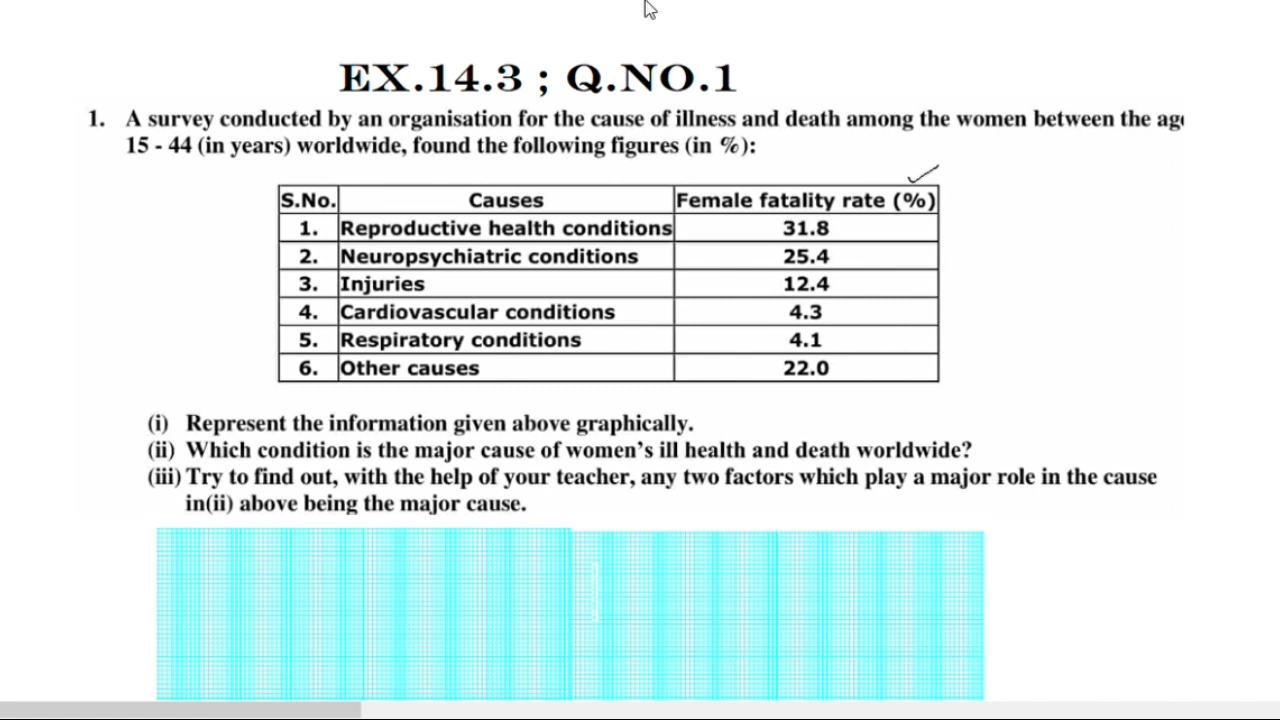 EX.14.3 ; Q.NO.1
1. A survey conducted by an organisation for the cause of illness and death among the women between the
15 - 44 (in years) worldwide, found the following figures (in %):
S.No. Causes Female fatality rate (%)
1. Reproductive health conditions 31.8
2. Neuropsychiatric conditions 25.4
3. Injuries 12.4
4. Cardiovascular conditions 4.3
5. Respiratory conditions 4.1
6. Other causes 22.0
(i) Represent the information given above graphically.
(ii) Which condition is the major cause of women's ill health and death worldwide?
(iii) Try to find out, with the help of your teacher, any two factors which play a major role in the cause
in(ii) above being the major cause.